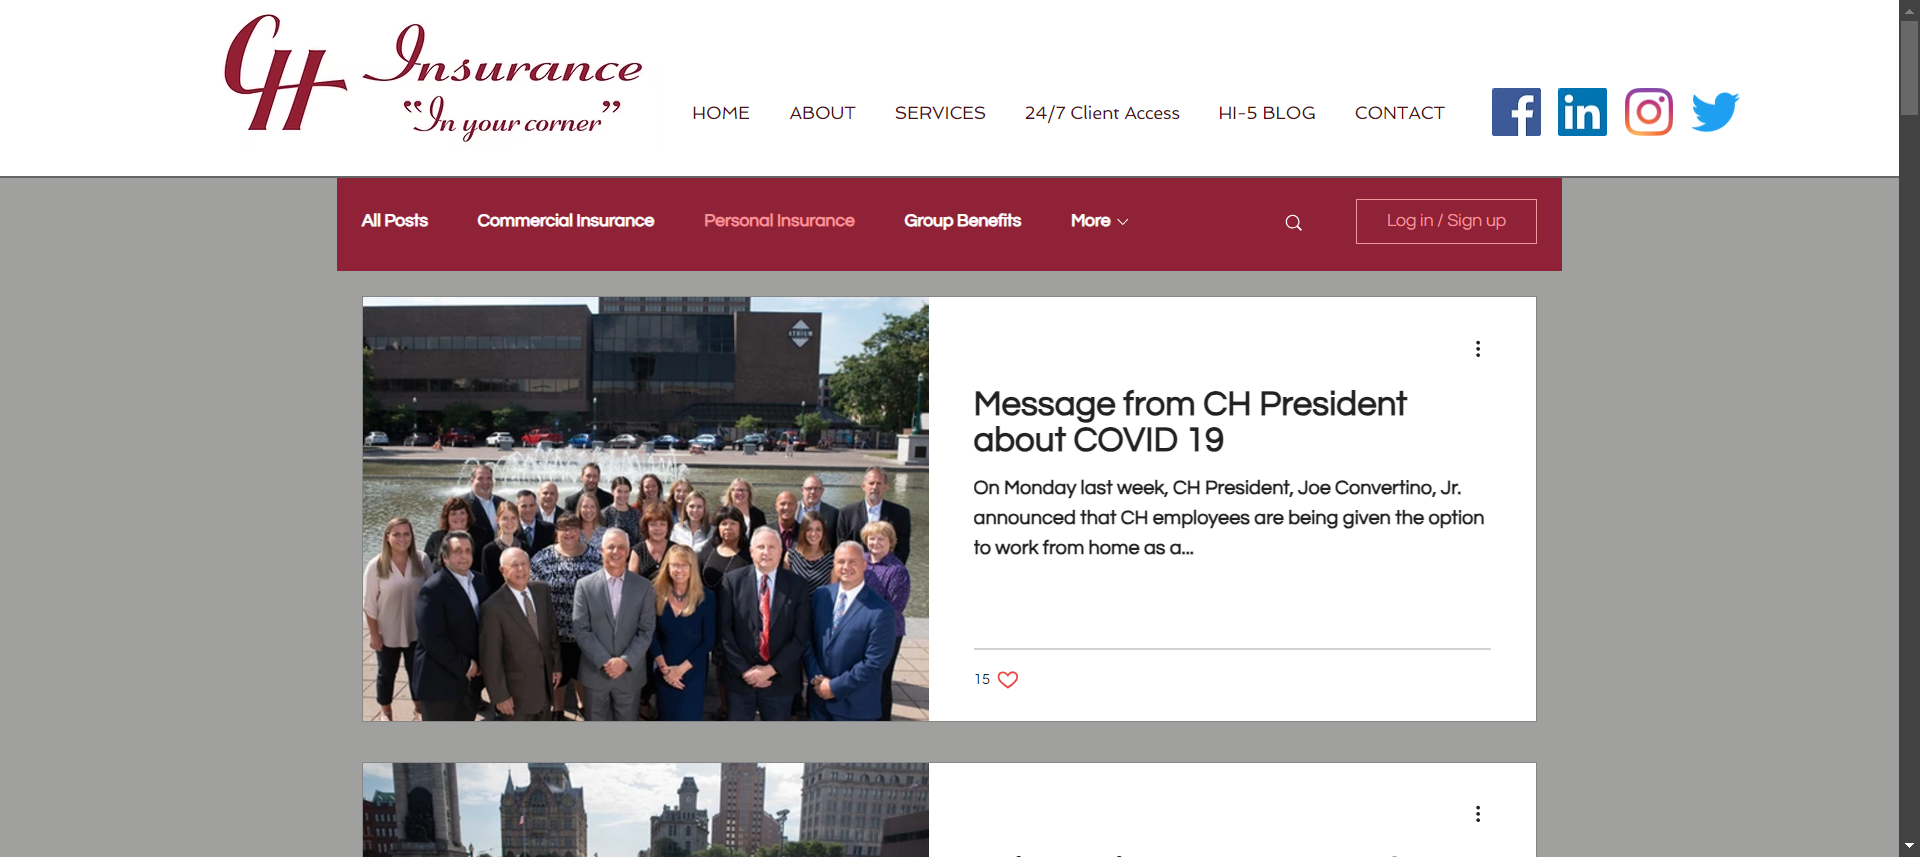 CH Insurance
"In your corner"
HOME
ABOUT
SERVICES
24/7 Client Access
HI-5 BLOG
CONTACT
f
in
All Posts
Commercial Insurance
Personal Insurance
Group Benefits
More
Log in / Sign up
ATRIUM
Message from CH President
about COVID 19
On Monday last week, CH President, Joe Convertino, Jr.
announced that CH employees are being given the option
to work from home as a...
15